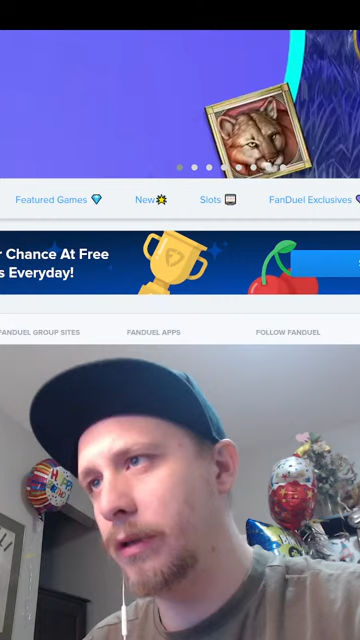 Featured Games
New
Slots
FanDuel Exclusives
r Chance At Free
s Everyday!
FANDUEL GROUP SITES
FANDUEL APPS
FOLLOW FANDUEL